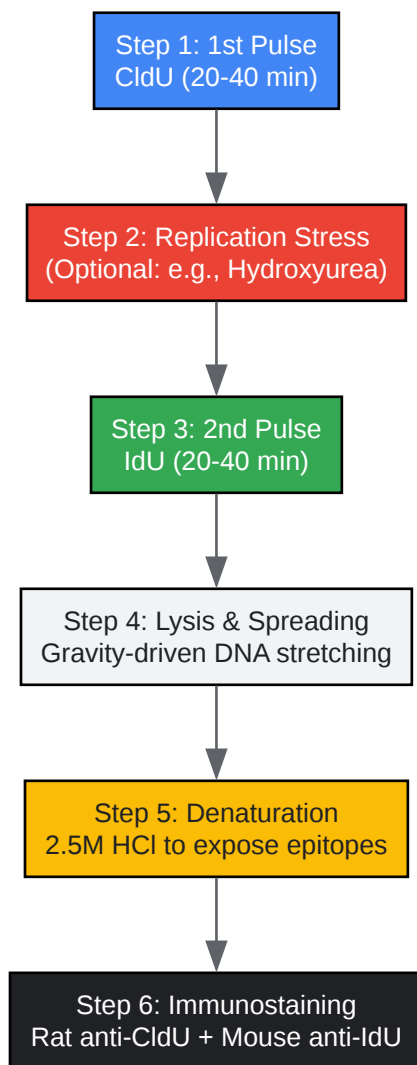 Step 1: 1st Pulse
CldU (20-40 min)
Step 2: Replication Stress
(Optional: e.g., Hydroxyurea)
Step 3: 2nd Pulse
IdU (20-40 min)
Step 4: Lysis & Spreading
Gravity-driven DNA stretching
Step 5: Denaturation
2.5M HCl to expose epitopes
Step 6: Immunostaining
Rat anti-CldU + Mouse anti-IdU